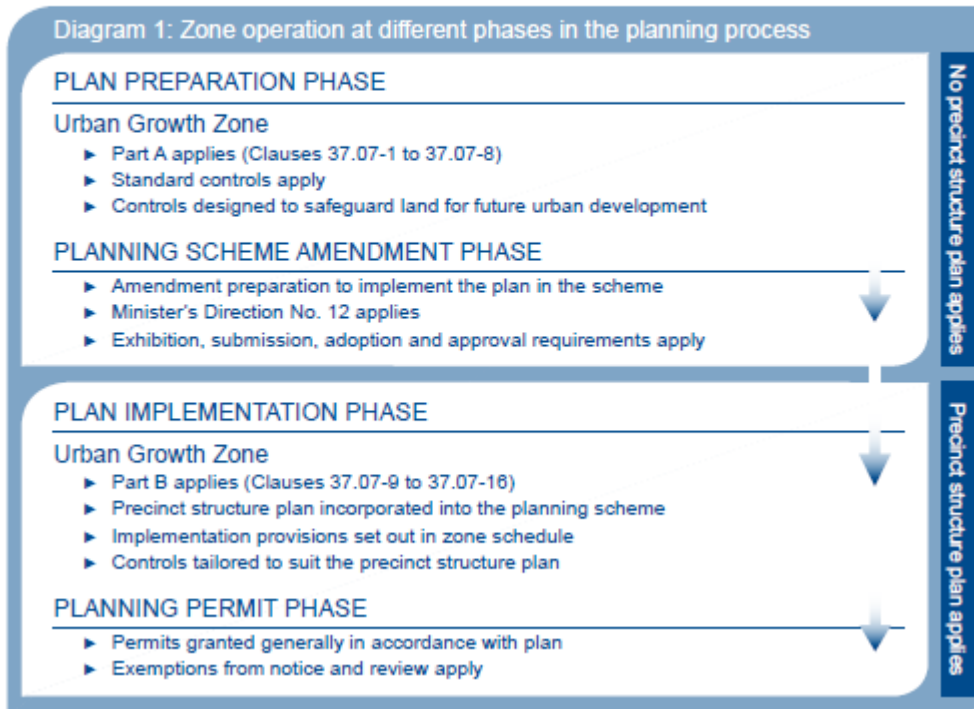 Diagram 1: Zone operation at different phases in the planning process
PLAN PREPARATION PHASE
Urban Growth Zone
► Part A applies (Clauses 37.07-1 to 37.07-8)
► Standard controls apply
► Controls designed to safeguard land for future urban development
PLANNING SCHEME AMENDMENT PHASE
► Amendment preparation to implement the plan in the scheme
► Minister's Direction No. 12 applies
► Exhibition, submission, adoption and approval requirements apply
No precinct structure plan applies
PLAN IMPLEMENTATION PHASE
Urban Growth Zone
► Part B applies (Clauses 37.07-9 to 37.07-16)
► Precinct structure plan incorporated into the planning scheme
► Implementation provisions set out in zone schedule
► Controls tailored to suit the precinct structure plan
PLANNING PERMIT PHASE
► Permits granted generally in accordance with plan
► Exemptions from notice and review apply
Precinct structure plan applies